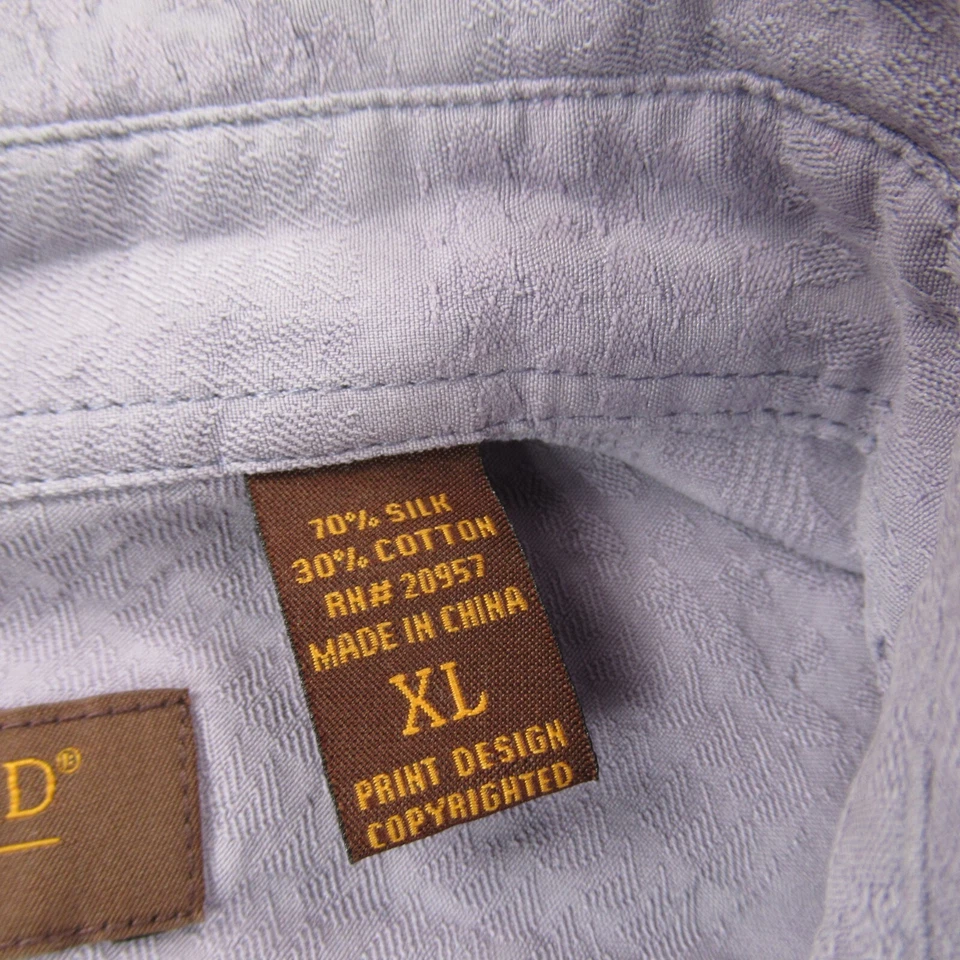 70% SILK
30% COTTON
RN# 20957
MADE IN CHINA
XL
PRINT DESIGN
COPYRIGHTED
D®